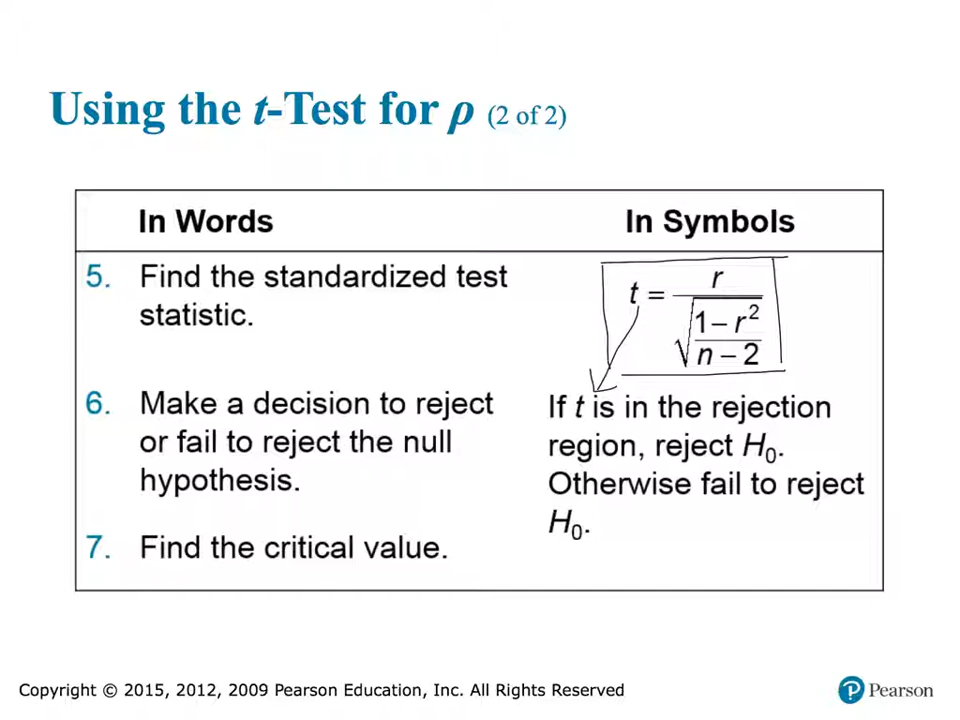 Using the t-Test for ρ (2 of 2)
In Words
In Symbols
5. Find the standardized test
statistic.
t = r / √((1 – r²)/(n – 2))
6. Make a decision to reject
or fail to reject the null
hypothesis.
If t is in the rejection
region, reject H₀.
Otherwise fail to reject
H₀.
7. Find the critical value.
Copyright © 2015, 2012, 2009 Pearson Education, Inc. All Rights Reserved
P Pearson